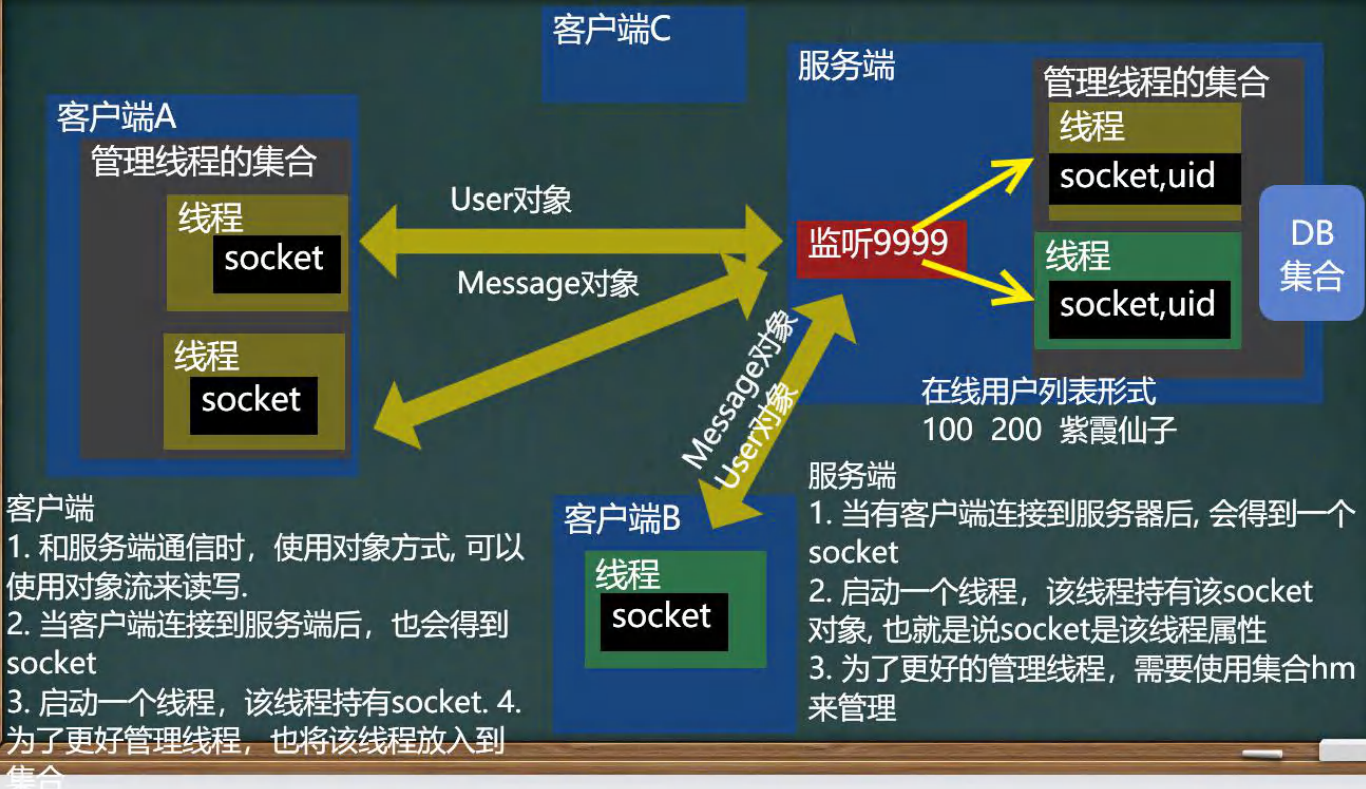 客户端C
服务端
管理线程的集合
线程
socket,uid
线程
socket,uid
DB
集合
监听9999
在线用户列表形式
100 200 紫霞仙子
客户端A
管理线程的集合
线程
socket
线程
socket
User对象
Message对象
Message对象
User对象
客户端B
线程
socket
客户端
1. 和服务端通信时，使用对象方式, 可以
使用对象流来读写.
2. 当客户端连接到服务端后，也会得到
socket
3. 启动一个线程，该线程持有socket. 4.
为了更好管理线程，也将该线程放入到
集合
服务端
1. 当有客户端连接到服务器后, 会得到一个
socket
2. 启动一个线程，该线程持有该socket
对象, 也就是说socket是该线程属性
3. 为了更好的管理线程，需要使用集合hm
来管理